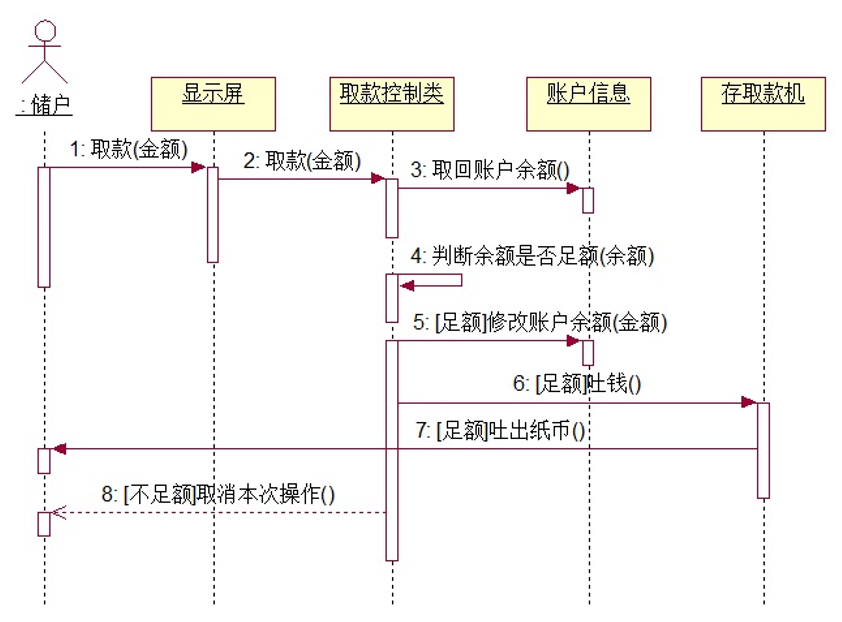 : 储户
显示屏
取款控制类
账户信息
存取款机
1: 取款(金额)
2: 取款(金额)
3: 取回账户余额()
4: 判断余额是否足额(余额)
5: [足额]修改账户余额(金额)
6: [足额]吐钱()
7: [足额]吐出纸币()
8: [不足额]取消本次操作()